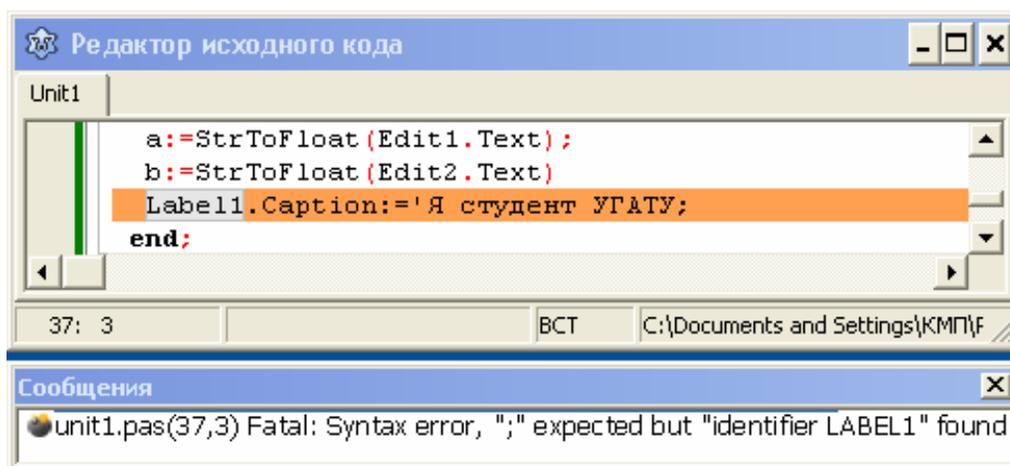 Редактор исходного кода
Unit1
a:=StrToFloat(Edit1.Text);
b:=StrToFloat(Edit2.Text)
Label1.Caption:='Я студент УГАТУ;
end;
37: 3 ВСТ C:\Documents and Settings\КМП\F
Сообщения
unit1.pas(37,3) Fatal: Syntax error, ";" expected but "identifier LABEL1" found